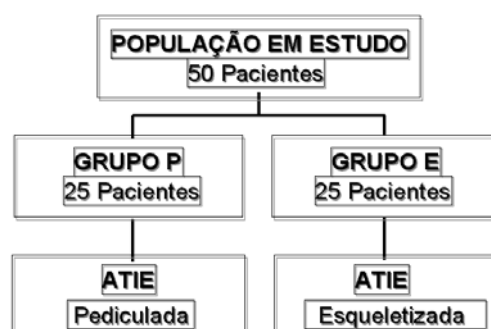 POPULAÇÃO EM ESTUDO
50 Pacientes
GRUPO P
25 Pacientes
GRUPO E
25 Pacientes
ATIE
Pediculada
ATIE
Esqueletizada